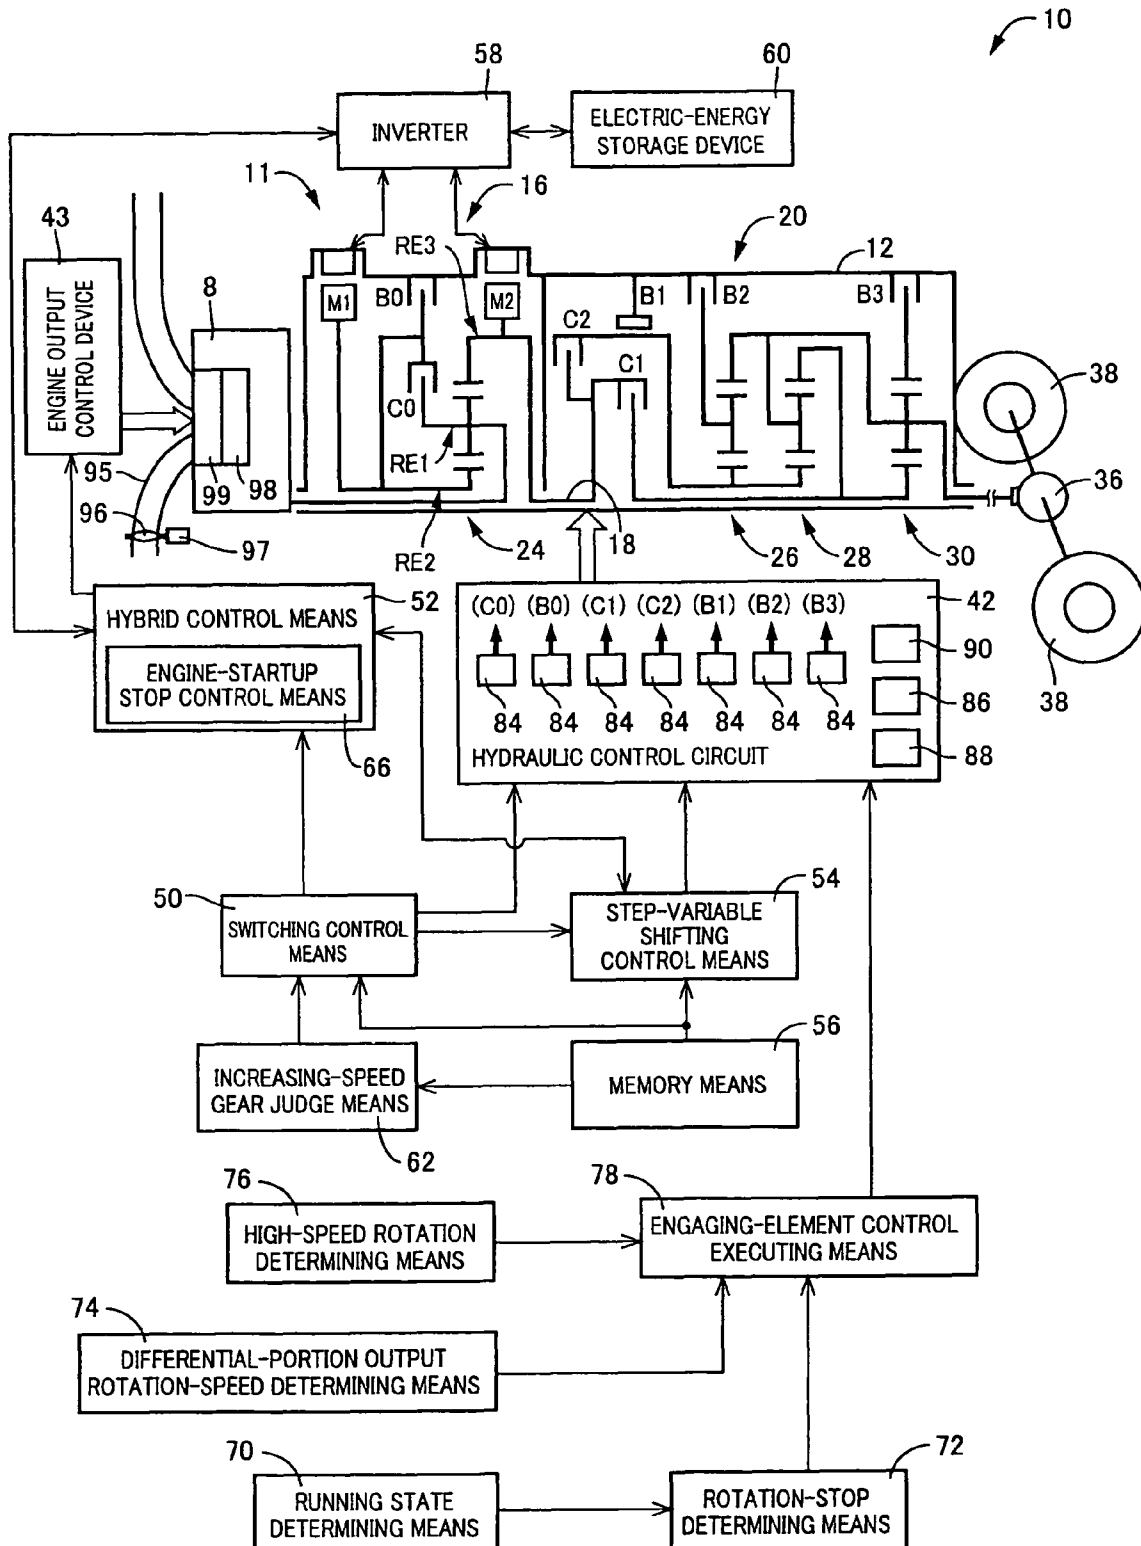 10
58
60
INVERTER
ELECTRIC-ENERGY
STORAGE DEVICE
11
16
43
RE3
20
12
ENGINE OUTPUT
CONTROL DEVICE
8
M1
B0
M2
B1
B2
B3
C2
C1
C0
38
RE1
95
99
98
36
96
97
RE2
24
18
26
28
30
52
HYBRID CONTROL MEANS
ENGINE-STARTUP
STOP CONTROL MEANS
66
(C0) (B0) (C1) (C2) (B1) (B2) (B3)
42
90
84 84 84 84 84 84 84
86
HYDRAULIC CONTROL CIRCUIT
88
38
50
SWITCHING CONTROL
MEANS
54
STEP-VARIABLE
SHIFTING
CONTROL MEANS
56
INCREASING-SPEED
GEAR JUDGE MEANS
MEMORY MEANS
62
76
HIGH-SPEED ROTATION
DETERMINING MEANS
78
ENGAGING-ELEMENT CONTROL
EXECUTING MEANS
74
DIFFERENTIAL-PORTION OUTPUT
ROTATION-SPEED DETERMINING MEANS
70
RUNNING STATE
DETERMINING MEANS
72
ROTATION-STOP
DETERMINING MEANS